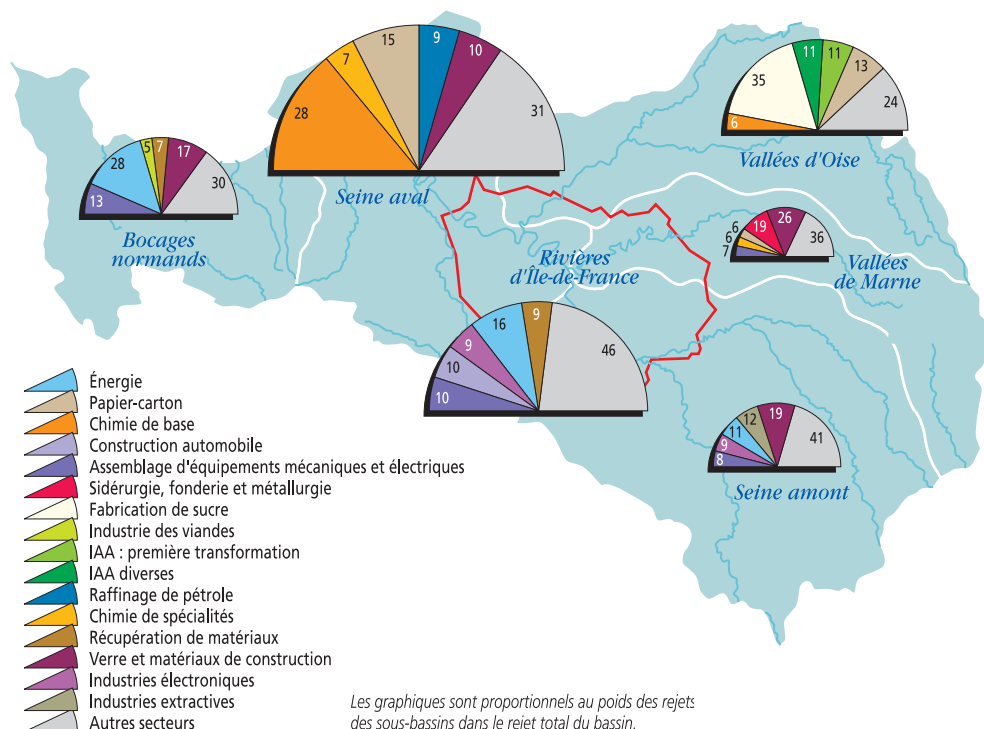 28
7
15
9
10
31
Seine aval
6
35
11
11
13
24
Vallées d'Oise
13
28
5
7
17
30
Bocages
normands
7
6
6
19
26
36
Vallées
de Marne
Rivières
d'Île-de-France
10
10
9
16
9
46
8
9
11
12
19
41
Seine amont
Énergie
Papier-carton
Chimie de base
Construction automobile
Assemblage d'équipements mécaniques et électriques
Sidérurgie, fonderie et métallurgie
Fabrication de sucre
Industrie des viandes
IAA : première transformation
IAA diverses
Raffinage de pétrole
Chimie de spécialités
Récupération de matériaux
Verre et matériaux de construction
Industries électroniques
Industries extractives
Autres secteurs
Les graphiques sont proportionnels au poids des rejets
des sous-bassins dans le rejet total du bassin.